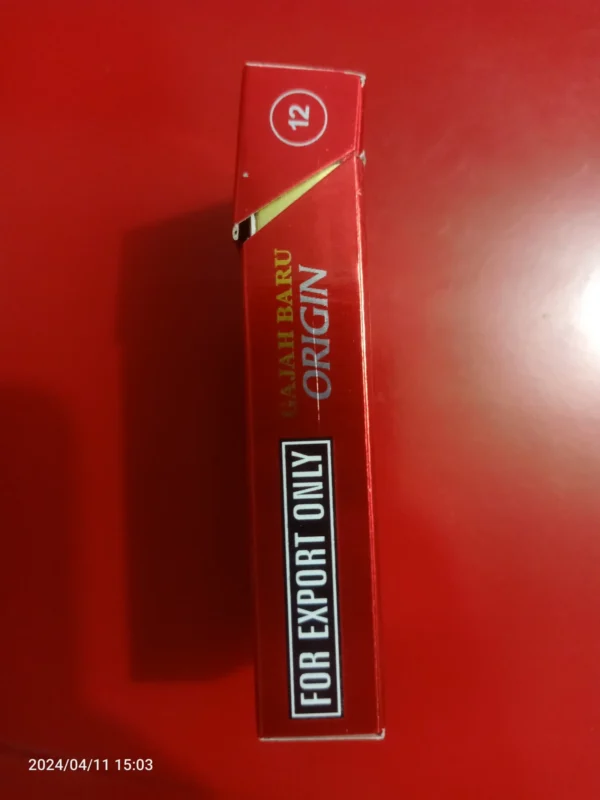 12
GAJAH BARU
ORIGIN
FOR EXPORT ONLY
2024/04/11 15:03